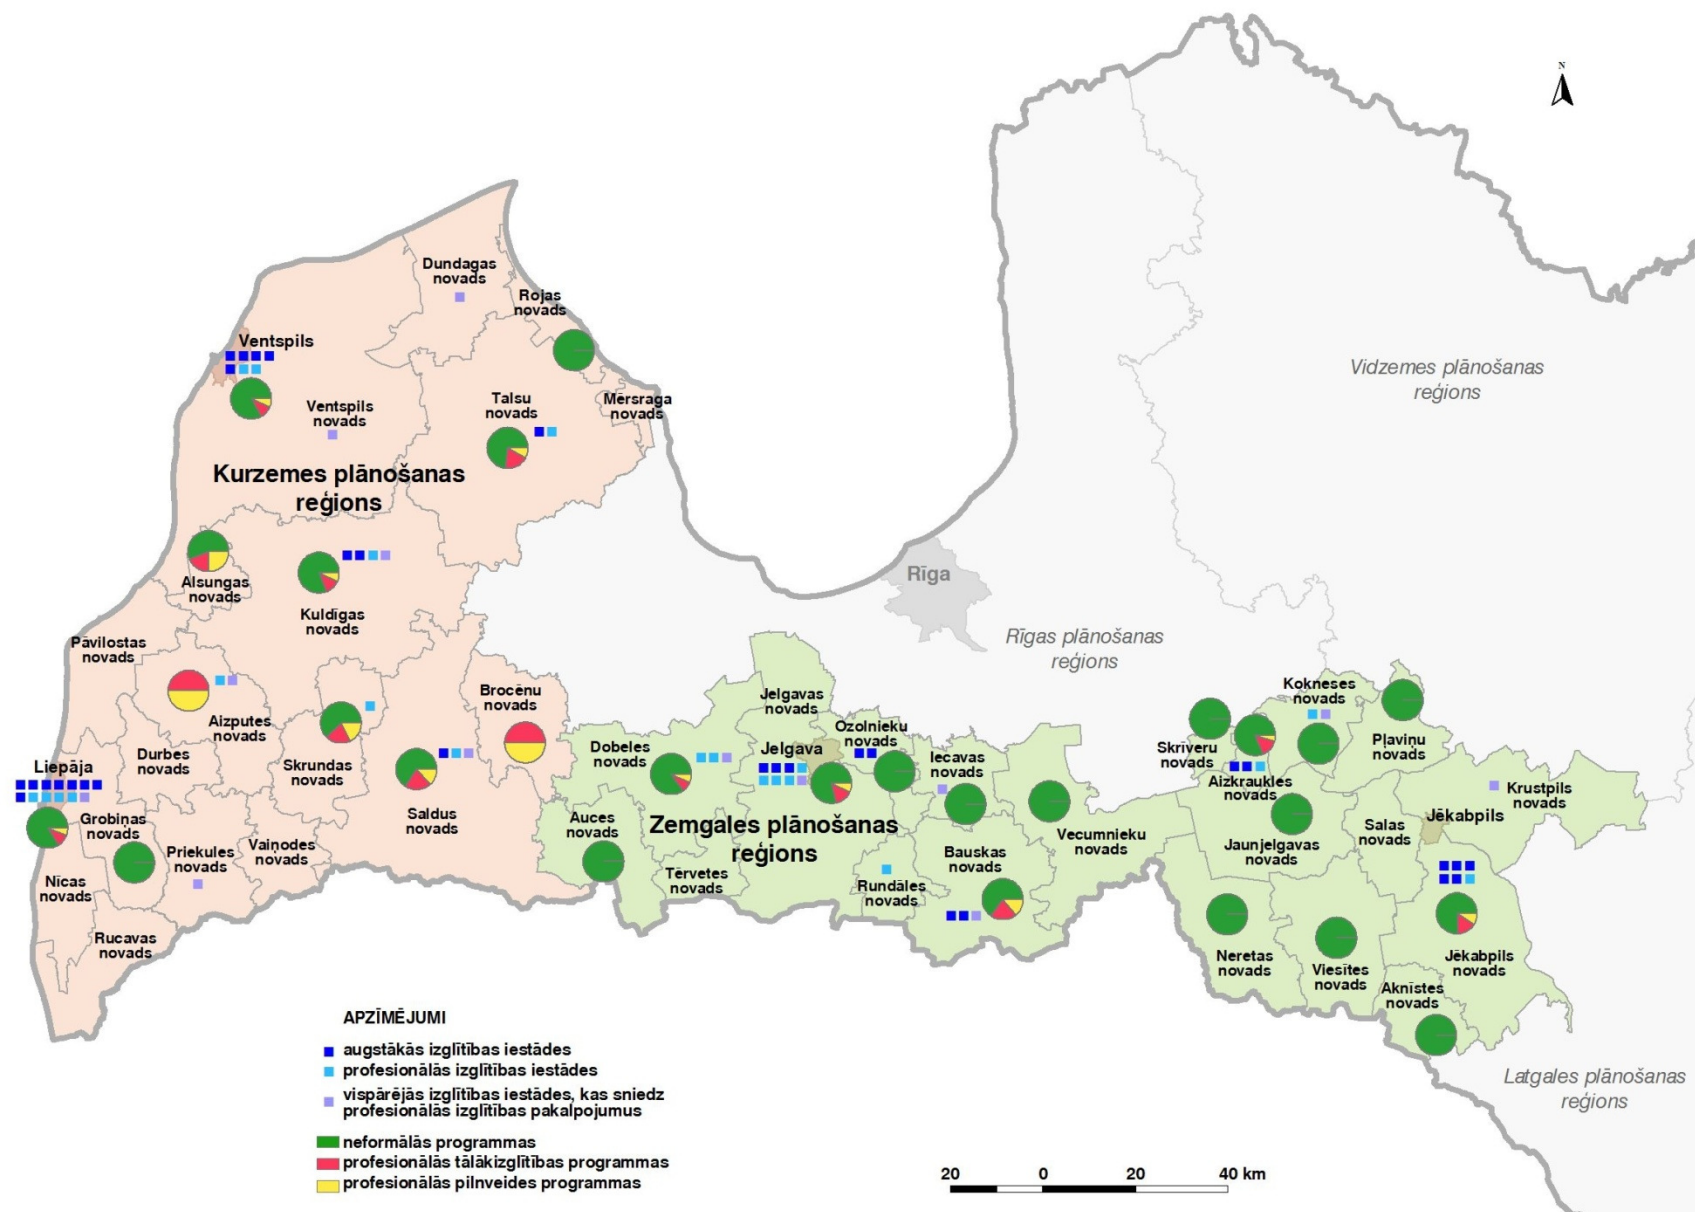 N
Dundagas
novads
Rojas
novads
Ventspils
Ventspils
novads
Talsu
novads
Mērsraga
novads
Kurzemes plānošanas
reģions
Vidzemes plānošanas
reģions
Alsungas
novads
Kuldīgas
novads
Rīga
Rīgas plānošanas
reģions
Pāvilostas
novads
Aizputes
novads
Brocēnu
novads
Durbes
novads
Skrundas
novads
Saldus
novads
Liepāja
Grobiņas
novads
Priekules
novads
Vaiņodes
novads
Nīcas
novads
Rucavas
novads
Jelgavas
novads
Dobeles
novads
Jelgava
Ozolnieku
novads
Iecavas
novads
Auces
novads
Zemgales plānošanas
reģions
Tērvetes
novads
Rundāles
novads
Bauskas
novads
Vecumnieku
novads
Skrīveru
novads
Kokneses
novads
Pļaviņu
novads
Aizkraukles
novads
Jaunjelgavas
novads
Salas
novads
Jēkabpils
Krustpils
novads
Neretas
novads
Viesītes
novads
Jēkabpils
novads
Aknīstes
novads
Latgales plānošanas
reģions
APZĪMĒJUMI
augstākās izglītības iestādes
profesionālās izglītības iestādes
vispārējās izglītības iestādes, kas sniedz
profesionālās izglītības pakalpojumus
neformālās programmas
profesionālās tālākizglītības programmas
profesionālās pilnveides programmas
20 0 20 40 km